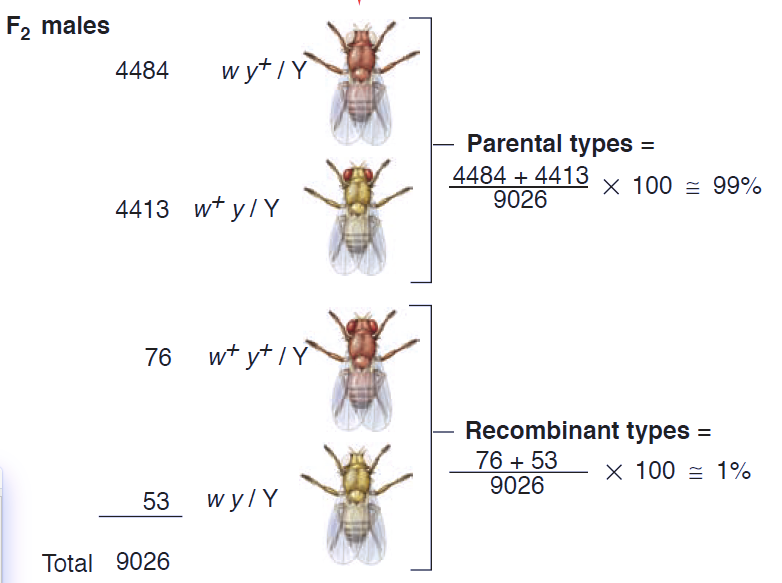 F₂ males
4484 w y⁺ / Y
Parental types =
4484 + 4413
9026
× 100 ≅ 99%
4413 w⁺ y / Y
76 w⁺ y⁺ / Y
Recombinant types =
76 + 53
9026
× 100 ≅ 1%
53 w y / Y
Total 9026